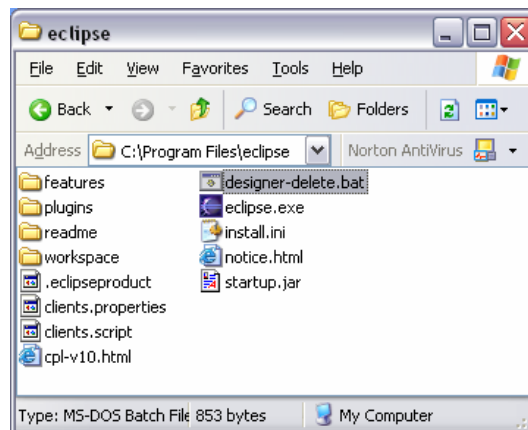 eclipse
File Edit View Favorites Tools Help
Back Search Folders
Address C:\Program Files\eclipse Norton AntiVirus
features designer-delete.bat
plugins eclipse.exe
readme install.ini
workspace notice.html
.eclipseproduct startup.jar
clients.properties
clients.script
cpl-v10.html
Type: MS-DOS Batch File 853 bytes My Computer